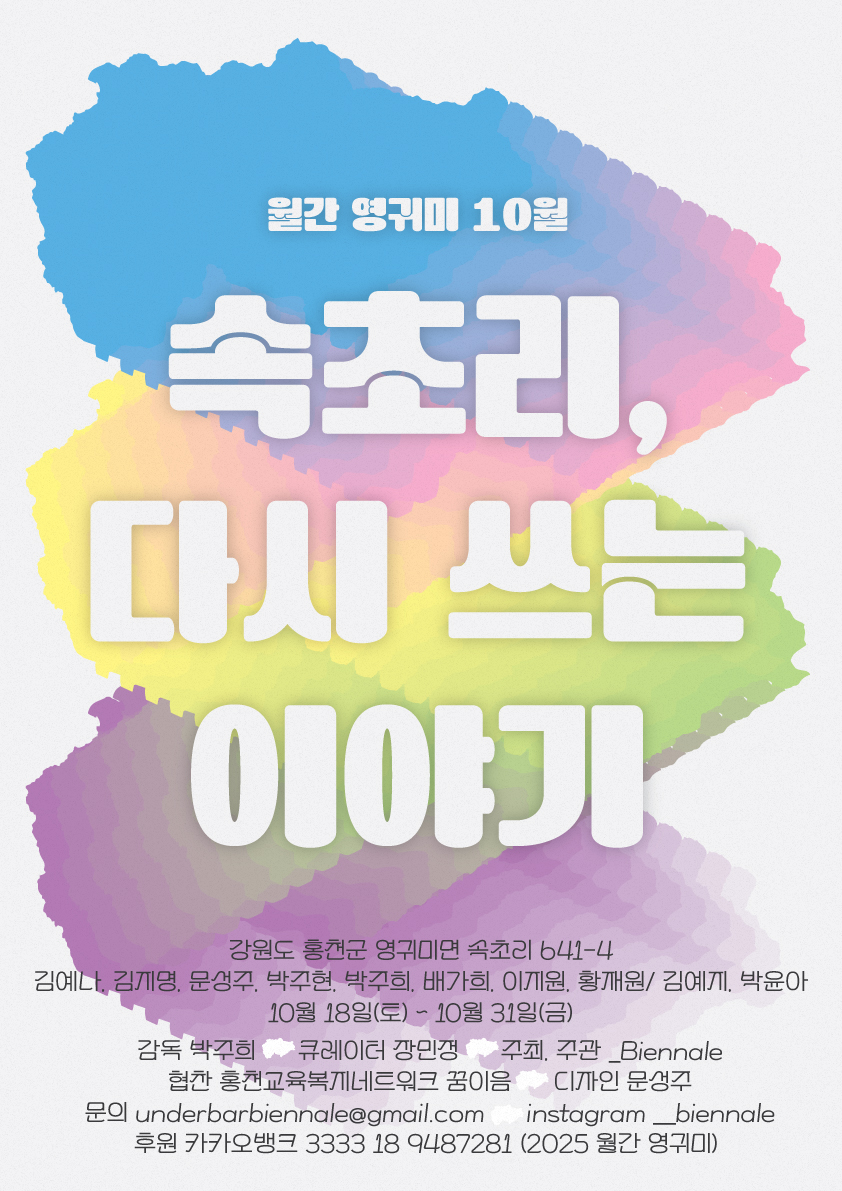 월간 영귀미 10월
속초리,
다시 쓰는
이야기
강원도 홍천군 영귀미면 속초리 641-4
김예나, 김지명, 문성주, 박주현, 박주희, 배가희, 이지원, 황재원/ 김예지, 박윤아
10월 18일(토) ~ 10월 31일(금)
감독 박주희 큐레이터 장민정 주최, 주관 _Biennale
협찬 홍천교육복지네트워크 꿈이음 디자인 문성주
문의 underbarbiennale@gmail.com instagram __biennale
후원 카카오뱅크 3333 18 9487281 (2025 월간 영귀미)